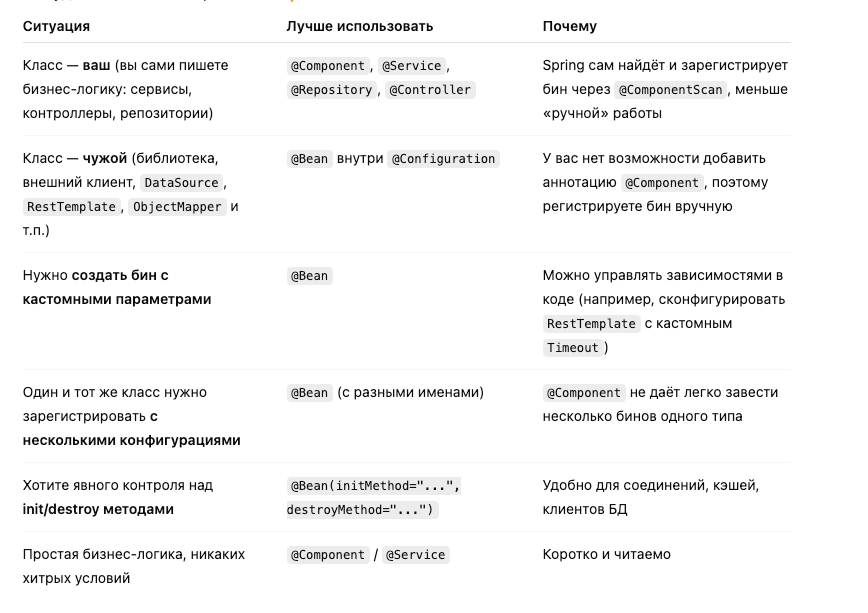 Ситуация Лучше использовать Почему
Класс — ваш (вы сами пишете
бизнес-логику: сервисы,
контроллеры, репозитории)
@Component, @Service,
@Repository, @Controller
Spring сам найдёт и зарегистрирует
бин через @ComponentScan, меньше
«ручной» работы
Класс — чужой (библиотека,
внешний клиент, DataSource,
RestTemplate, ObjectMapper и
т.п.)
@Bean внутри @Configuration
У вас нет возможности добавить
аннотацию @Component, поэтому
регистрируете бин вручную
Нужно создать бин с
кастомными параметрами
@Bean
Можно управлять зависимостями в
коде (например, сконфигурировать
RestTemplate с кастомным
Timeout)
Один и тот же класс нужно
зарегистрировать с
несколькими конфигурациями
@Bean (с разными именами)
@Component не даёт легко завести
несколько бинов одного типа
Хотите явного контроля над
init/destroy методами
@Bean(initMethod="...",
destroyMethod="...")
Удобно для соединений, кэшей,
клиентов БД
Простая бизнес-логика, никаких
хитрых условий
@Component / @Service
Коротко и читаемо